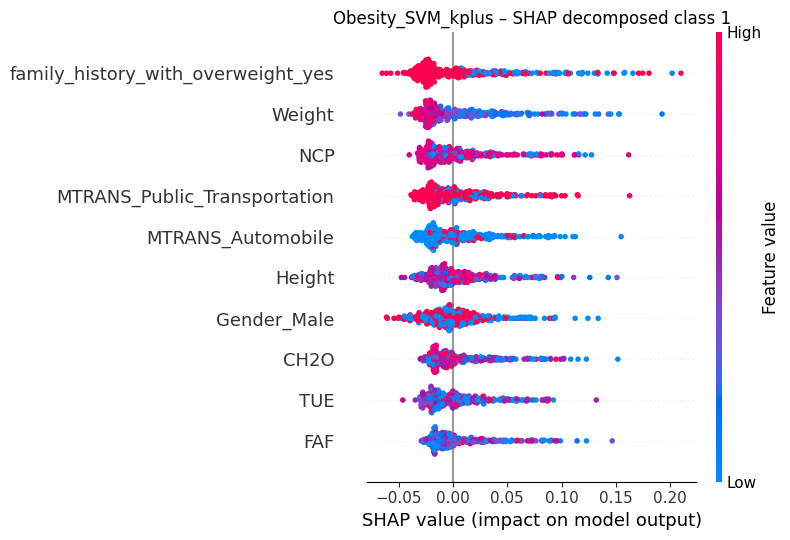 Obesity_SVM_kplus – SHAP decomposed class 1
High
family_history_with_overweight_yes
Weight
NCP
MTRANS_Public_Transportation
MTRANS_Automobile
Height
Gender_Male
CH2O
TUE
FAF
Feature value
Low
−0.05 0.00 0.05 0.10 0.15 0.20
SHAP value (impact on model output)